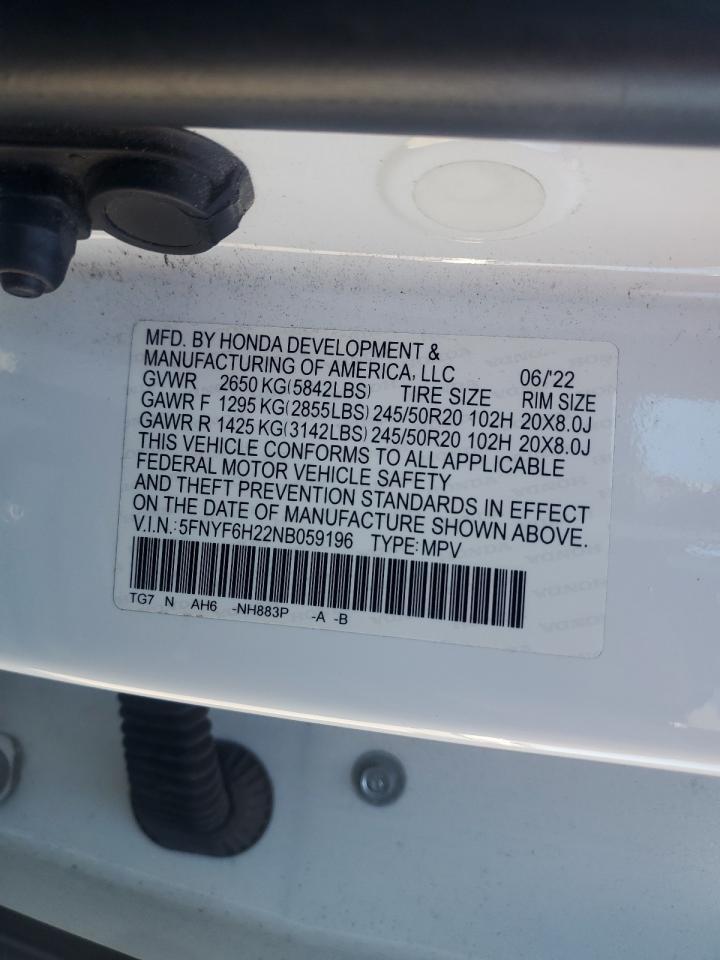 MFD. BY HONDA DEVELOPMENT &
MANUFACTURING OF AMERICA, LLC 06/'22
GVWR 2650 KG(5842LBS) TIRE SIZE RIM SIZE
GAWR F 1295 KG(2855LBS) 245/50R20 102H 20X8.0J
GAWR R 1425 KG(3142LBS) 245/50R20 102H 20X8.0J
THIS VEHICLE CONFORMS TO ALL APPLICABLE
FEDERAL MOTOR VEHICLE SAFETY
AND THEFT PREVENTION STANDARDS IN EFFECT
ON THE DATE OF MANUFACTURE SHOWN ABOVE.
V.I.N.: 5FNYF6H22NB059196 TYPE: MPV
TG7 N AH6 -NH883P -A -B